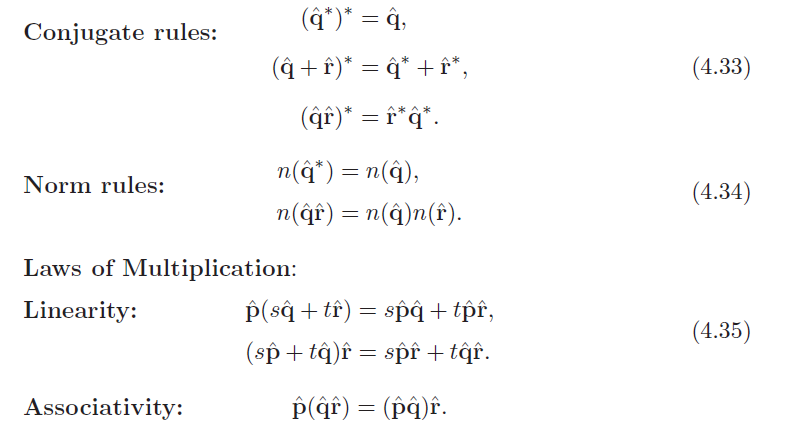 Conjugate rules: (q̂*)* = q̂,
(q̂ + r̂)* = q̂* + r̂*, (4.33)
(q̂r̂)* = r̂*q̂*.
Norm rules: n(q̂*) = n(q̂),
(4.34)
n(q̂r̂) = n(q̂)n(r̂).
Laws of Multiplication:
Linearity: p̂(sq̂ + tr̂) = sp̂q̂ + tp̂r̂,
(4.35)
(sp̂ + tq̂)r̂ = sp̂r̂ + tq̂r̂.
Associativity: p̂(q̂r̂) = (p̂q̂)r̂.